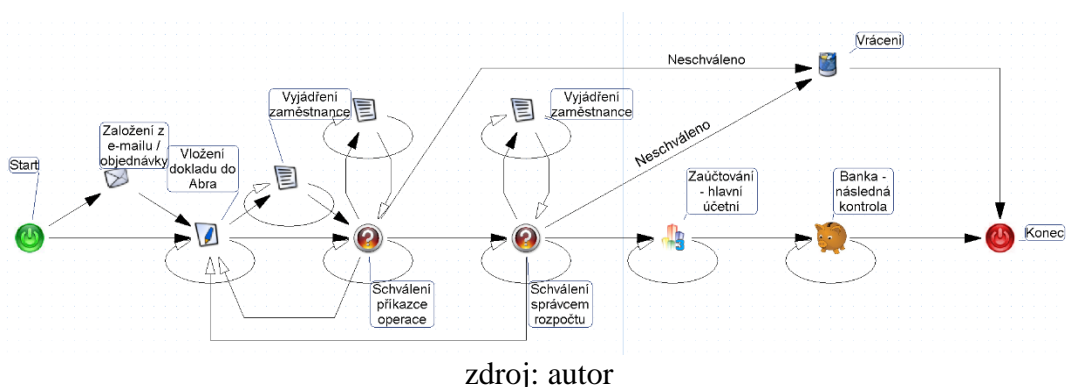 Start
Založení z
e-mailu /
objednávky
Vložení
dokladu do
Abra
Vyjádření
zaměstnance
Schválení
příkazce
operace
Vyjádření
zaměstnance
Schválení
správcem
rozpočtu
Neschváleno
Neschváleno
Vrácení
Zaúčtování
- hlavní
účetní
Banka -
následná
kontrola
Konec
zdroj: autor